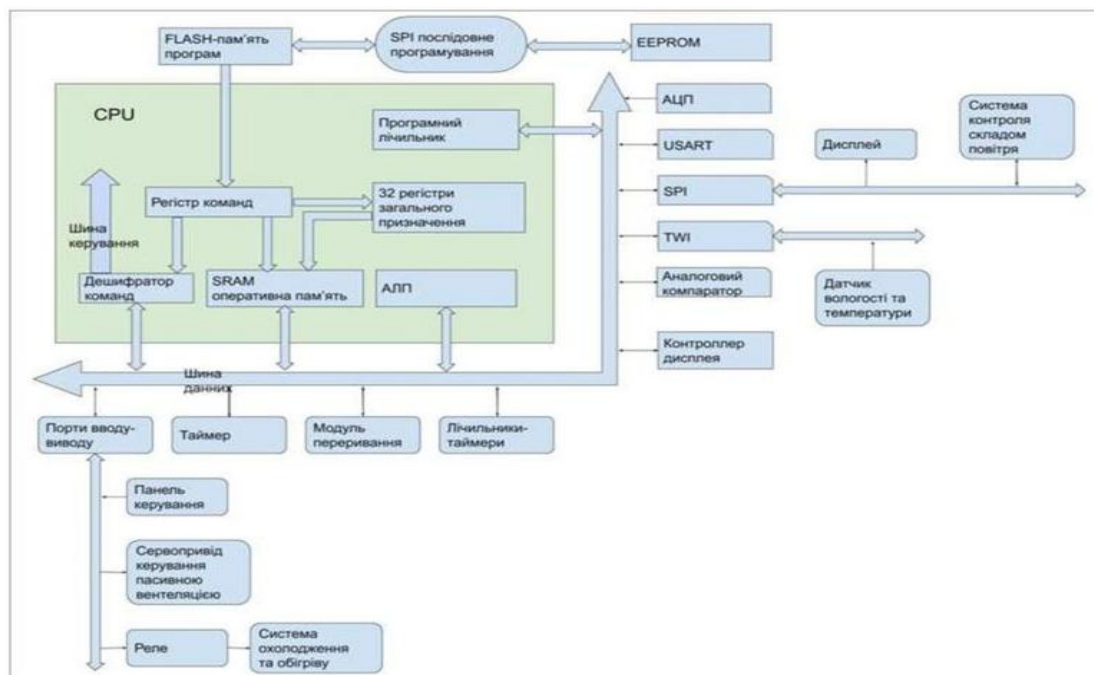 FLASH-пам'ять
програм
SPI послідовне
програмування
EEPROM
CPU
Програмний
лічильник
АЦП
USART
SPI
TWI
Аналоговий
компаратор
Контроллер
дисплея
Дисплей
Система
контроля
складом
повітря
Датчик
вологості та
температури
Регістр команд
32 регістри
загального
призначення
Шина
керування
Дешифратор
команд
SRAM
оперативна пам'ять
АЛП
Шина
данних
Порти вводу-
виводу
Таймер
Модуль
переривання
Лічильники-
таймери
Панель
керування
Сервопривід
керування
пасивною
вентеляцією
Реле
Система
охолодження
та обігріву